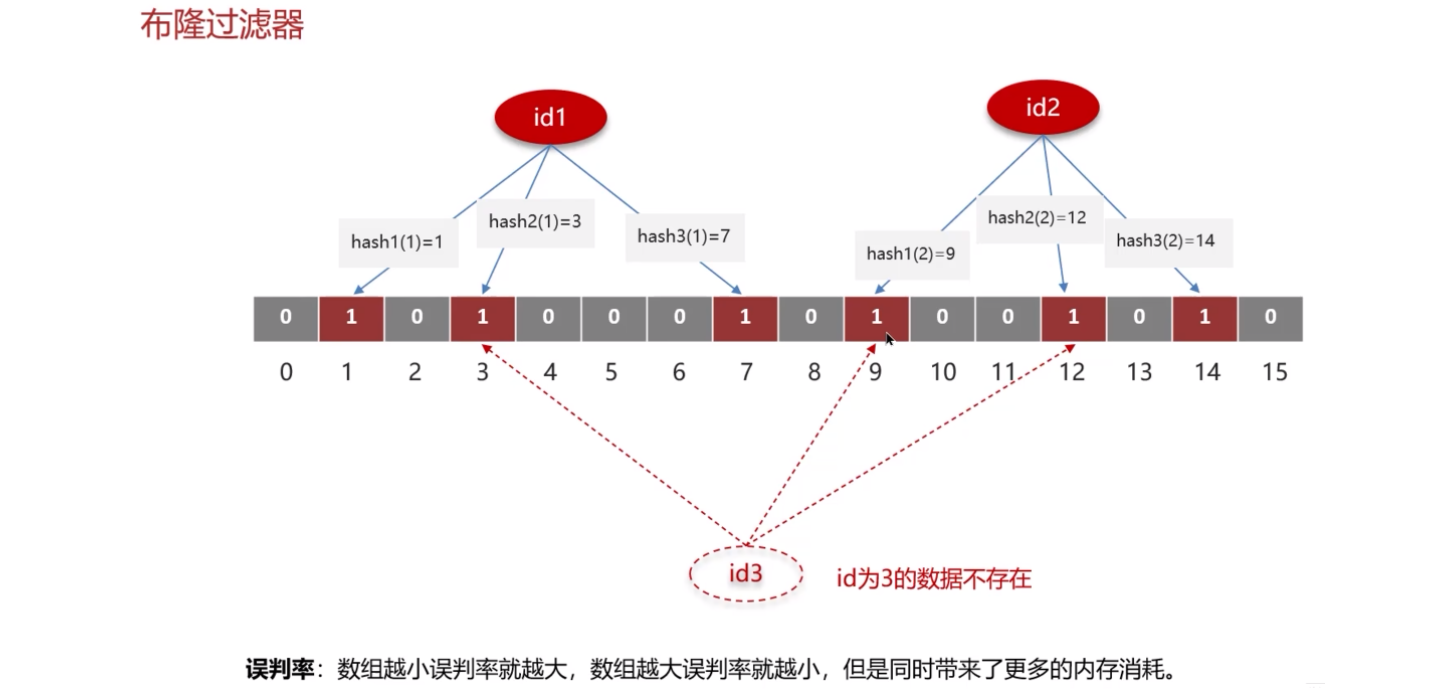 布隆过滤器
id1
id2
hash1(1)=1
hash2(1)=3
hash3(1)=7
hash1(2)=9
hash2(2)=12
hash3(2)=14
0 1 0 1 0 0 0 1 0 1 0 0 1 0 1 0
0 1 2 3 4 5 6 7 8 9 10 11 12 13 14 15
id3
id为3的数据不存在
误判率：数组越小误判率就越大，数组越大误判率就越小，但是同时带来了更多的内存消耗。